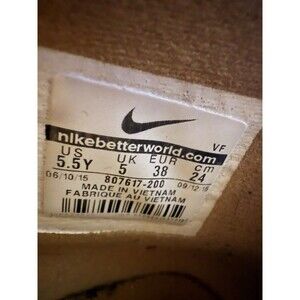 nikebetterworld.com
VF
US UK EUR cm
5.5Y 5 38 24
06/10/15 807617-200 09/12/15
MADE IN VIETNAM
FABRIQUE AU VIETNAM